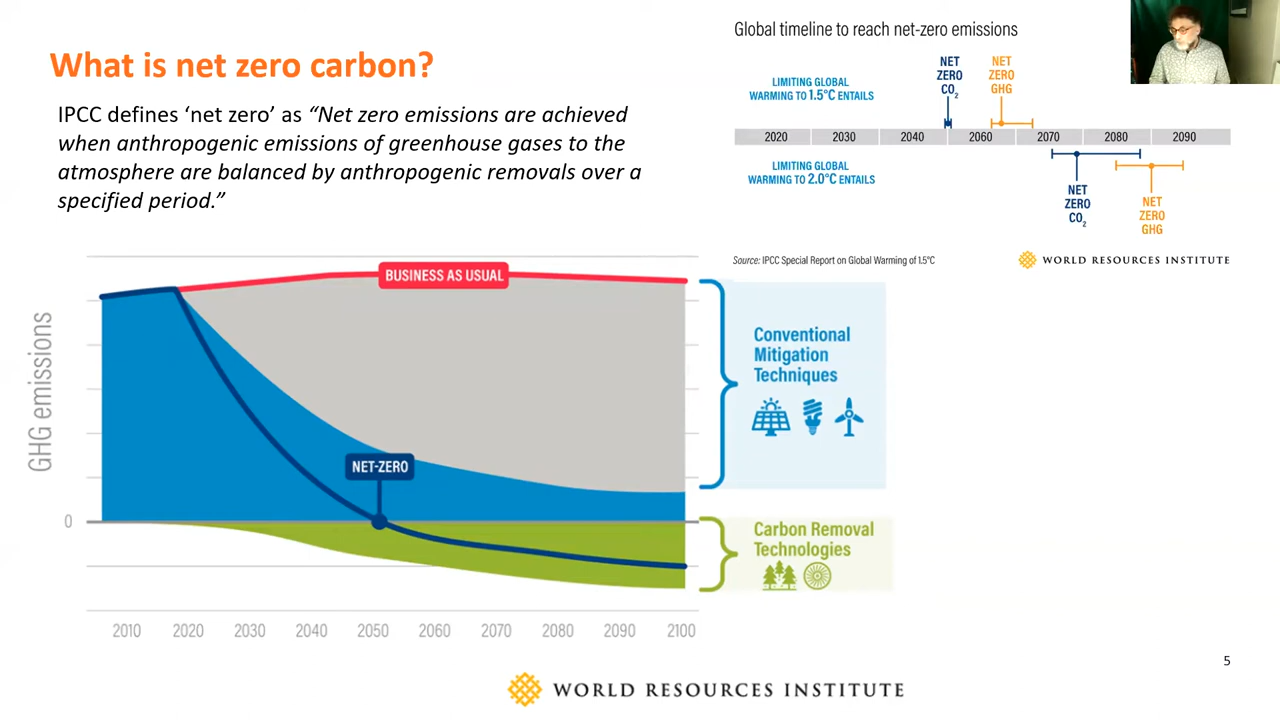 What is net zero carbon?
IPCC defines ‘net zero’ as “Net zero emissions are achieved
when anthropogenic emissions of greenhouse gases to the
atmosphere are balanced by anthropogenic removals over a
specified period.”
Global timeline to reach net-zero emissions
LIMITING GLOBAL
WARMING TO 1.5°C ENTAILS
NET
ZERO
CO2
NET
ZERO
GHG
2020 2030 2040 2060 2070 2080 2090
LIMITING GLOBAL
WARMING TO 2.0°C ENTAILS
NET
ZERO
CO2
NET
ZERO
GHG
Source: IPCC Special Report on Global Warming of 1.5°C
WORLD RESOURCES INSTITUTE
GHG emissions
BUSINESS AS USUAL
NET-ZERO
0
2010 2020 2030 2040 2050 2060 2070 2080 2090 2100
Conventional
Mitigation
Techniques
Carbon Removal
Technologies
WORLD RESOURCES INSTITUTE
5